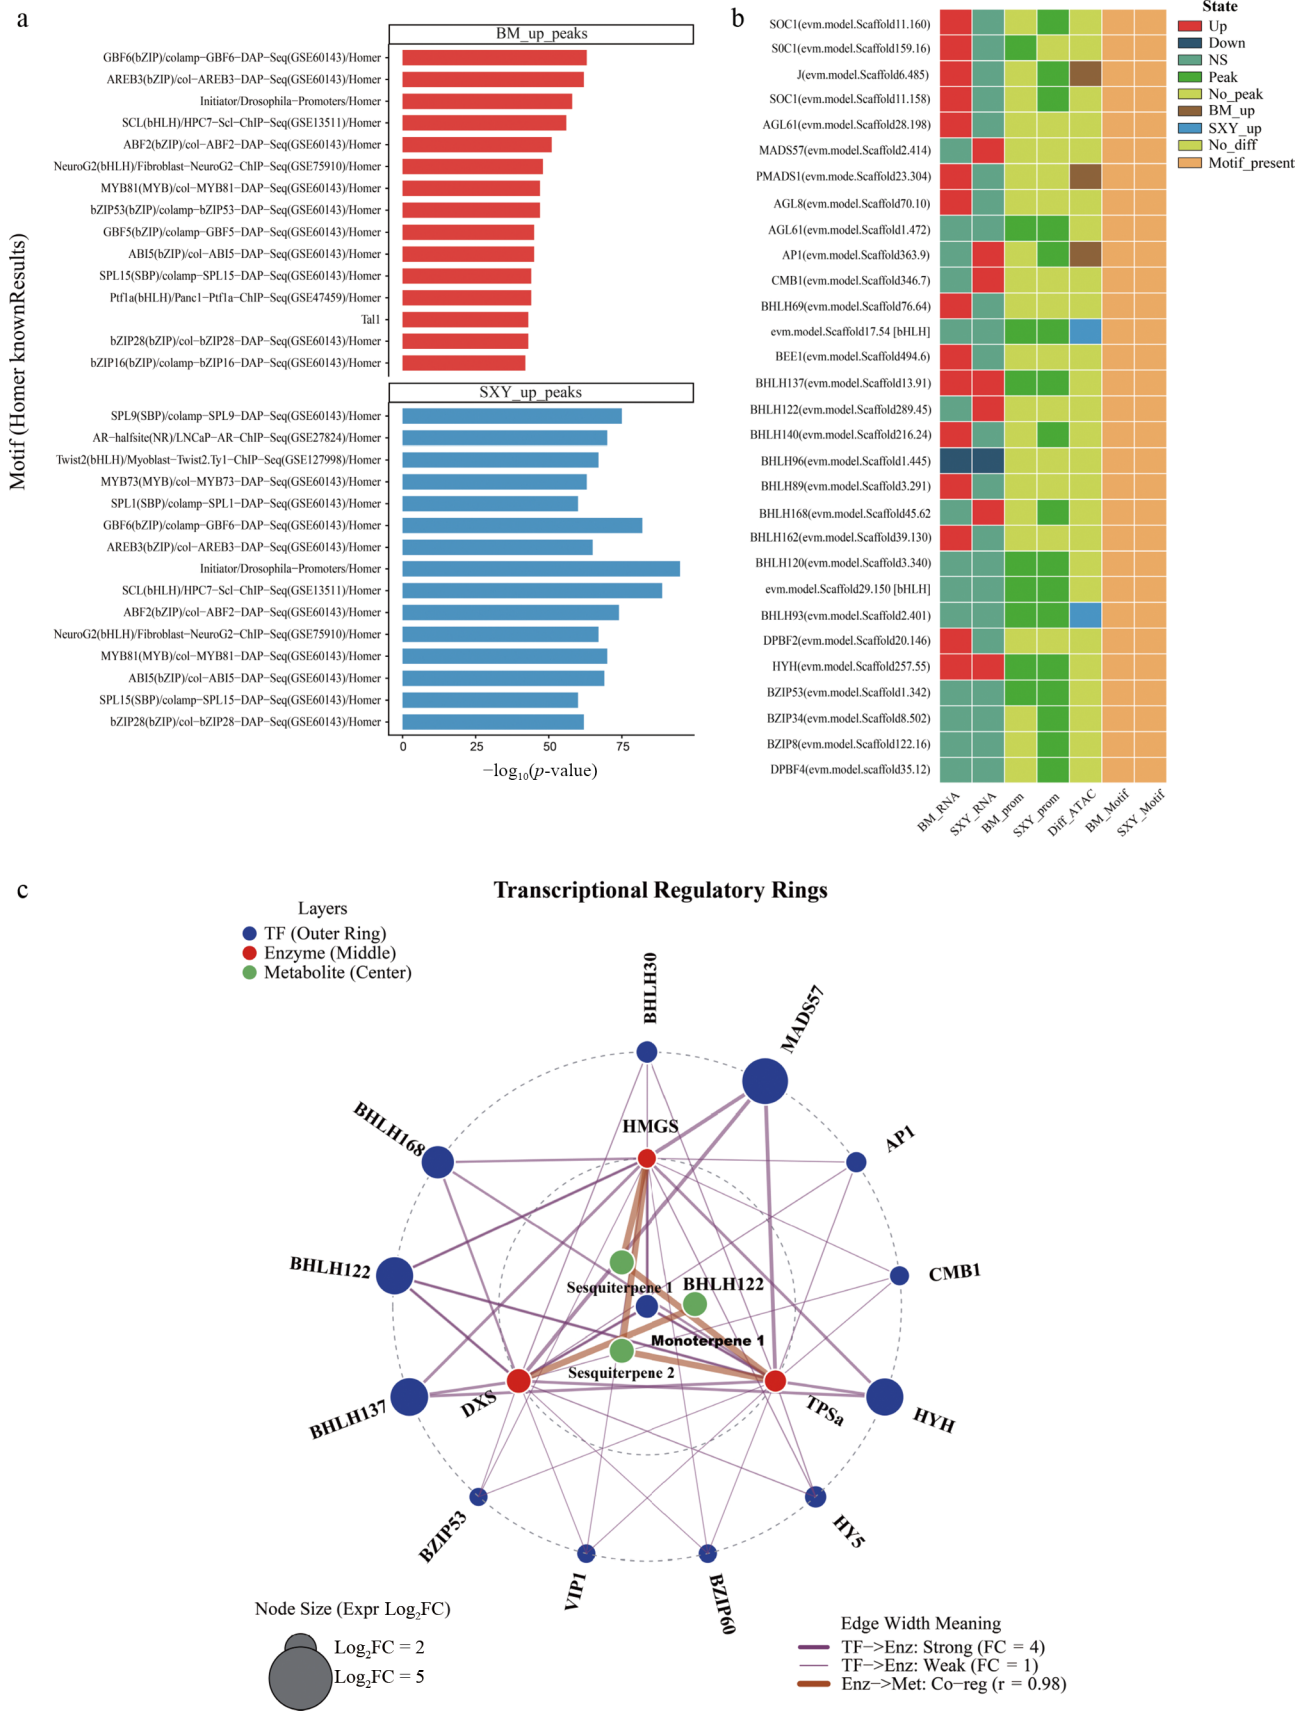 a
BM_up_peaks
GBF6(bZIP)/colamp−GBF6−DAP−Seq(GSE60143)/Homer
AREB3(bZIP)/col−AREB3−DAP−Seq(GSE60143)/Homer
Initiator/Drosophila−Promoters/Homer
SCL(bHLH)/HPC7−Scl−ChIP−Seq(GSE13511)/Homer
ABF2(bZIP)/col−ABF2−DAP−Seq(GSE60143)/Homer
NeuroG2(bHLH)/Fibroblast−NeuroG2−ChIP−Seq(GSE75910)/Homer
MYB81(MYB)/col−MYB81−DAP−Seq(GSE60143)/Homer
bZIP53(bZIP)/colamp−bZIP53−DAP−Seq(GSE60143)/Homer
GBF5(bZIP)/colamp−GBF5−DAP−Seq(GSE60143)/Homer
ABI5(bZIP)/col−ABI5−DAP−Seq(GSE60143)/Homer
SPL15(SBP)/colamp−SPL15−DAP−Seq(GSE60143)/Homer
Ptf1a(bHLH)/Panc1−Ptf1a−ChIP−Seq(GSE47459)/Homer
Tal1
bZIP28(bZIP)/col−bZIP28−DAP−Seq(GSE60143)/Homer
bZIP16(bZIP)/colamp−bZIP16−DAP−Seq(GSE60143)/Homer
SXY_up_peaks
SPL9(SBP)/colamp−SPL9−DAP−Seq(GSE60143)/Homer
AR−halfsite(NR)/LNCaP−AR−ChIP−Seq(GSE27824)/Homer
Twist2(bHLH)/Myoblast−Twist2.Ty1−ChIP−Seq(GSE127998)/Homer
MYB73(MYB)/col−MYB73−DAP−Seq(GSE60143)/Homer
SPL1(SBP)/colamp−SPL1−DAP−Seq(GSE60143)/Homer
GBF6(bZIP)/colamp−GBF6−DAP−Seq(GSE60143)/Homer
AREB3(bZIP)/col−AREB3−DAP−Seq(GSE60143)/Homer
Initiator/Drosophila−Promoters/Homer
SCL(bHLH)/HPC7−Scl−ChIP−Seq(GSE13511)/Homer
ABF2(bZIP)/col−ABF2−DAP−Seq(GSE60143)/Homer
NeuroG2(bHLH)/Fibroblast−NeuroG2−ChIP−Seq(GSE75910)/Homer
MYB81(MYB)/col−MYB81−DAP−Seq(GSE60143)/Homer
ABI5(bZIP)/col−ABI5−DAP−Seq(GSE60143)/Homer
SPL15(SBP)/colamp−SPL15−DAP−Seq(GSE60143)/Homer
bZIP28(bZIP)/col−bZIP28−DAP−Seq(GSE60143)/Homer
0 25 50 75
−log10(p-value)
Motif (Homer knownResults)
b
SOC1(evm.model.Scaffold11.160)
S0C1(evm.model.Scaffold159.16)
J(evm.model.Scaffold6.485)
SOC1(evm.model.Scaffold11.158)
AGL61(evm.model.Scaffold28.198)
MADS57(evm.model.Scaffold2.414)
PMADS1(evm.mode.Scaffold23.304)
AGL8(evm.model.Scaffold70.10)
AGL61(evm.model.Scaffold1.472)
AP1(evm.model.Scaffold363.9)
CMB1(evm.model.Scaffold346.7)
BHLH69(evm.model.Scaffold76.64)
evm.model.Scaffold17.54 [bHLH]
BEE1(evm.model.Scaffold494.6)
BHLH137(evm.model.Scaffold13.91)
BHLH122(evm.model.Scaffold289.45)
BHLH140(evm.model.Scaffold216.24)
BHLH96(evm.model.Scaffold1.445)
BHLH89(evm.model.Scaffold3.291)
BHLH168(evm.model.Scaffold45.62
BHLH162(evm.model.Scaffold39.130)
BHLH120(evm.model.Scaffold3.340)
evm.model.Scaffold29.150 [bHLH]
BHLH93(evm.model.Scaffold2.401)
DPBF2(evm.model.Scaffold20.146)
HYH(evm.model.Scaffold257.55)
BZIP53(evm.model.Scaffold1.342)
BZIP34(evm.model.Scaffold8.502)
BZIP8(evm.model.Scaffold122.16)
DPBF4(evm.model.scaffold35.12)
BM_RNA
SXY_RNA
BM_prom
SXY_prom
Diff_ATAC
BM_Motif
SXY_Motif
State
Up
Down
NS
Peak
No_peak
BM_up
SXY_up
No_diff
Motif_present
c
Transcriptional Regulatory Rings
Layers
TF (Outer Ring)
Enzyme (Middle)
Metabolite (Center)
BHLH30
MADS57
AP1
CMB1
HYH
HY5
BZIP60
VIP1
BZIP53
BHLH137
BHLH122
BHLH168
HMGS
Sesquiterpene 1
BHLH122
Monoterpene 1
Sesquiterpene 2
DXS
TPSa
Node Size (Expr Log2FC)
Log2FC = 2
Log2FC = 5
Edge Width Meaning
TF−>Enz: Strong (FC = 4)
TF−>Enz: Weak (FC = 1)
Enz−>Met: Co−reg (r = 0.98)